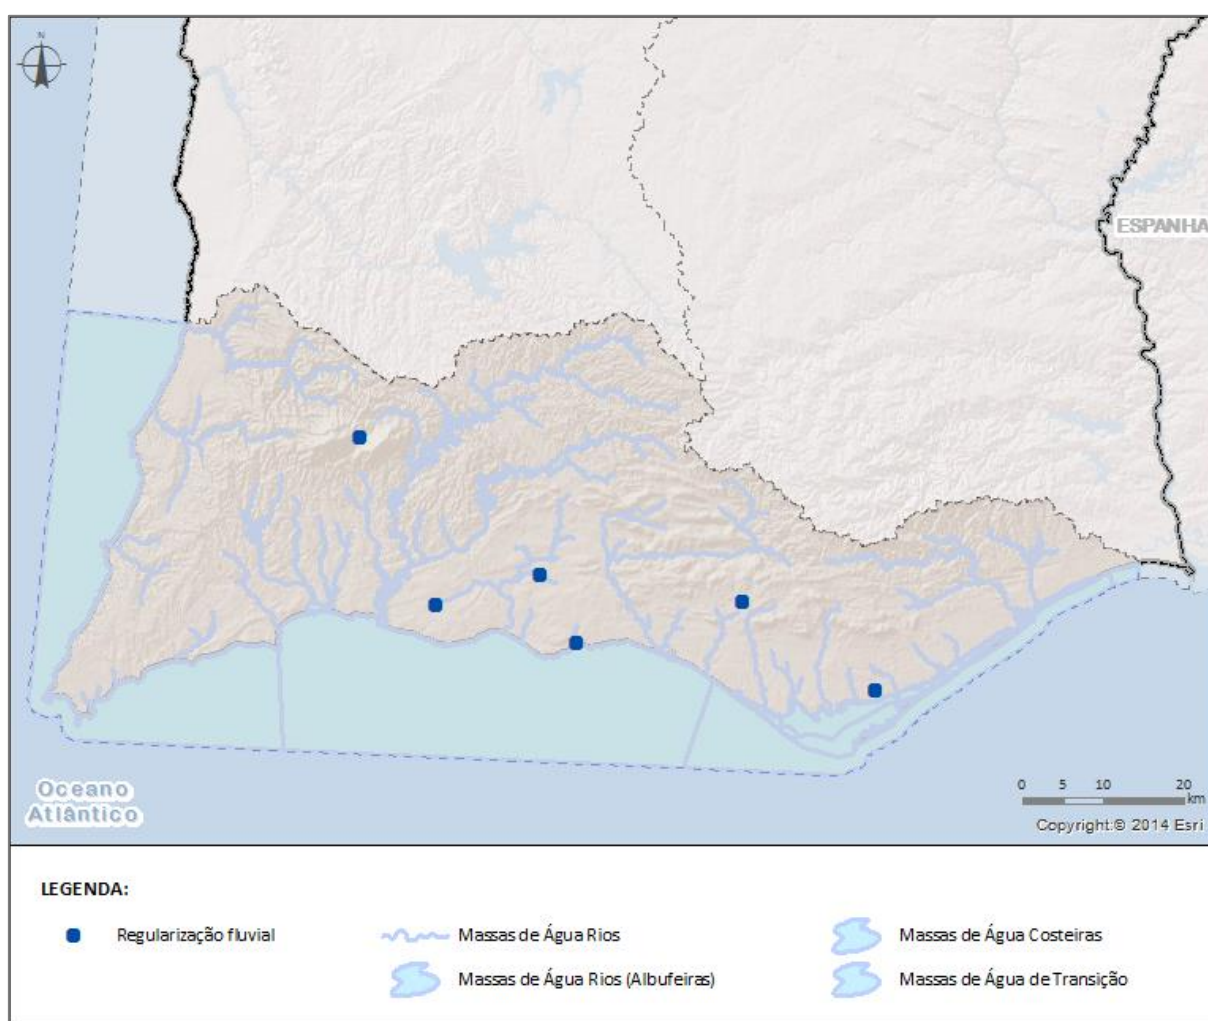 N
ESPANHA
Oceano
Atlântico
0 5 10 20
km
Copyright:© 2014 Esri
LEGENDA:
Regularização fluvial
Massas de Água Rios
Massas de Água Costeiras
Massas de Água Rios (Albufeiras)
Massas de Água de Transição